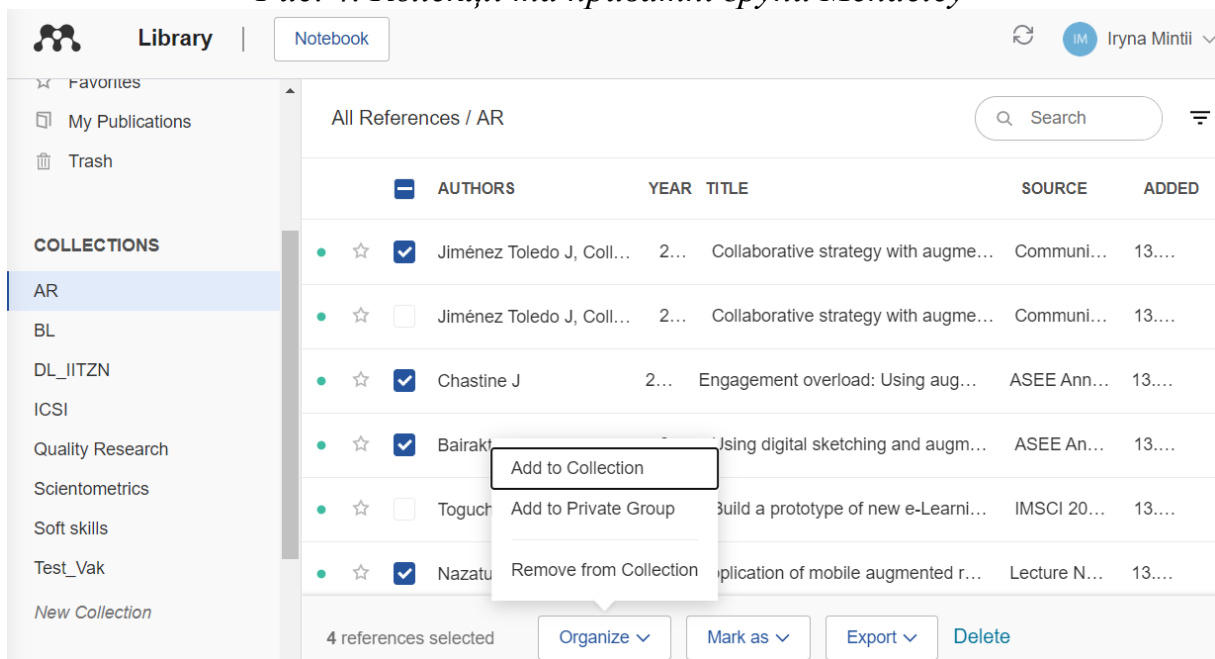 Library | Notebook Iryna Mintii
IM
Favorites
My Publications
Trash
COLLECTIONS
AR
BL
DL_IITZN
ICSI
Quality Research
Scientometrics
Soft skills
Test_Vak
New Collection
All References / AR Search
AUTHORS YEAR TITLE SOURCE ADDED
Jiménez Toledo J, Coll... 2... Collaborative strategy with augme... Communi... 13....
Jiménez Toledo J, Coll... 2... Collaborative strategy with augme... Communi... 13....
Chastine J 2... Engagement overload: Using aug... ASEE Ann... 13....
Bairakt Using digital sketching and augm... ASEE An... 13....
Toguch Build a prototype of new e-Learni... IMSCI 20... 13....
Nazatu plication of mobile augmented r... Lecture N... 13....
Add to Collection
Add to Private Group
Remove from Collection
4 references selected Organize Mark as Export Delete